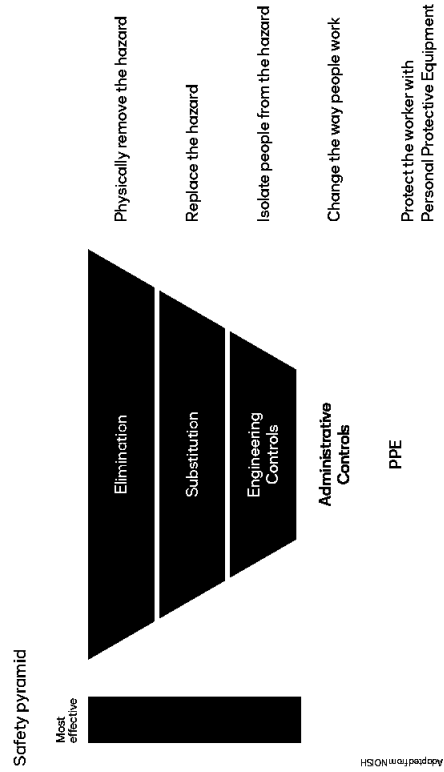 Safety pyramid
Most
effective
Elimination
Physically remove the hazard
Substitution
Replace the hazard
Engineering
Controls
Isolate people from the hazard
Administrative
Controls
Change the way people work
PPE
Protect the worker with
Personal Protective Equipment
Adapted from NOISH